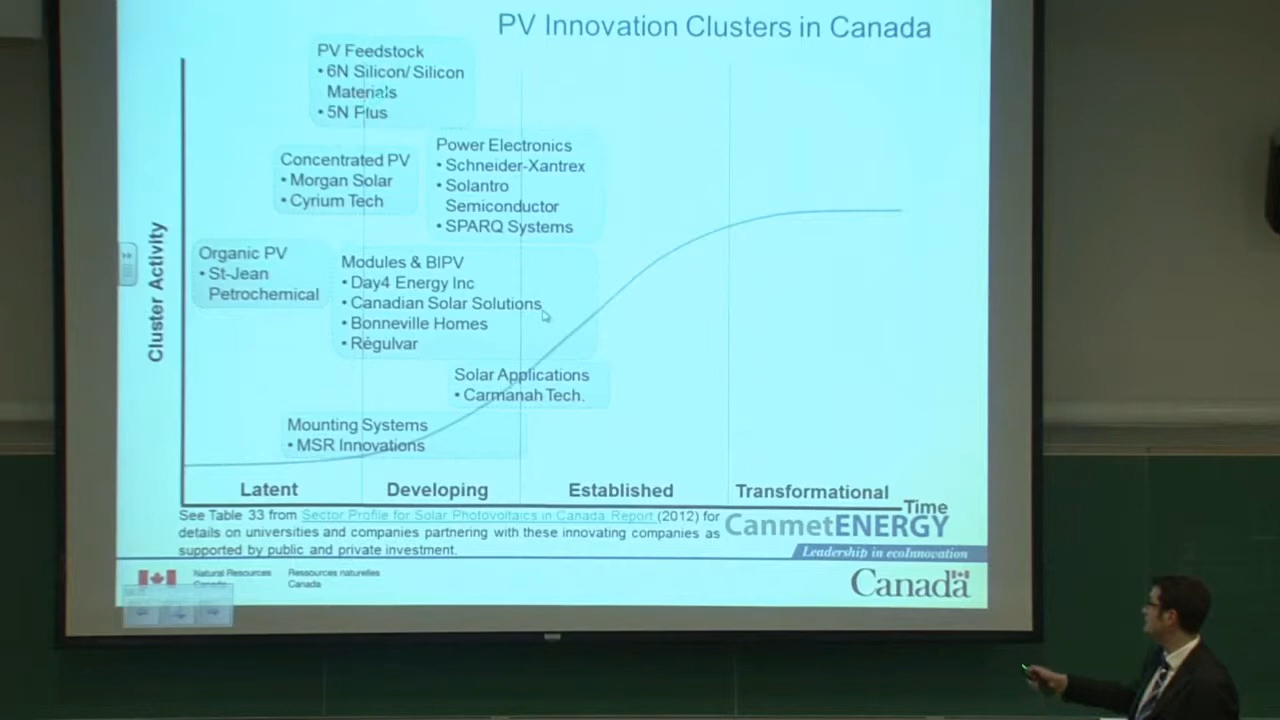 PV Innovation Clusters in Canada
PV Feedstock
• 6N Silicon/ Silicon
Materials
• 5N Plus
Concentrated PV
• Morgan Solar
• Cyrium Tech
Power Electronics
• Schneider-Xantrex
• Solantro
Semiconductor
• SPARQ Systems
Organic PV
• St-Jean
Petrochemical
Modules & BIPV
• Day4 Energy Inc
• Canadian Solar Solutions
• Bonneville Homes
• Régulvar
Solar Applications
• Carmanah Tech.
Mounting Systems
• MSR Innovations
Cluster Activity
Latent
Developing
Established
Transformational
Time
See Table 33 from Sector Profile for Solar Photovoltaics in Canada Report (2012) for
details on universities and companies partnering with these innovating companies as
supported by public and private investment.
CanmetENERGY
Leadership in ecoInnovation
Natural Resources
Canada
Ressources naturelles
Canada
Canada